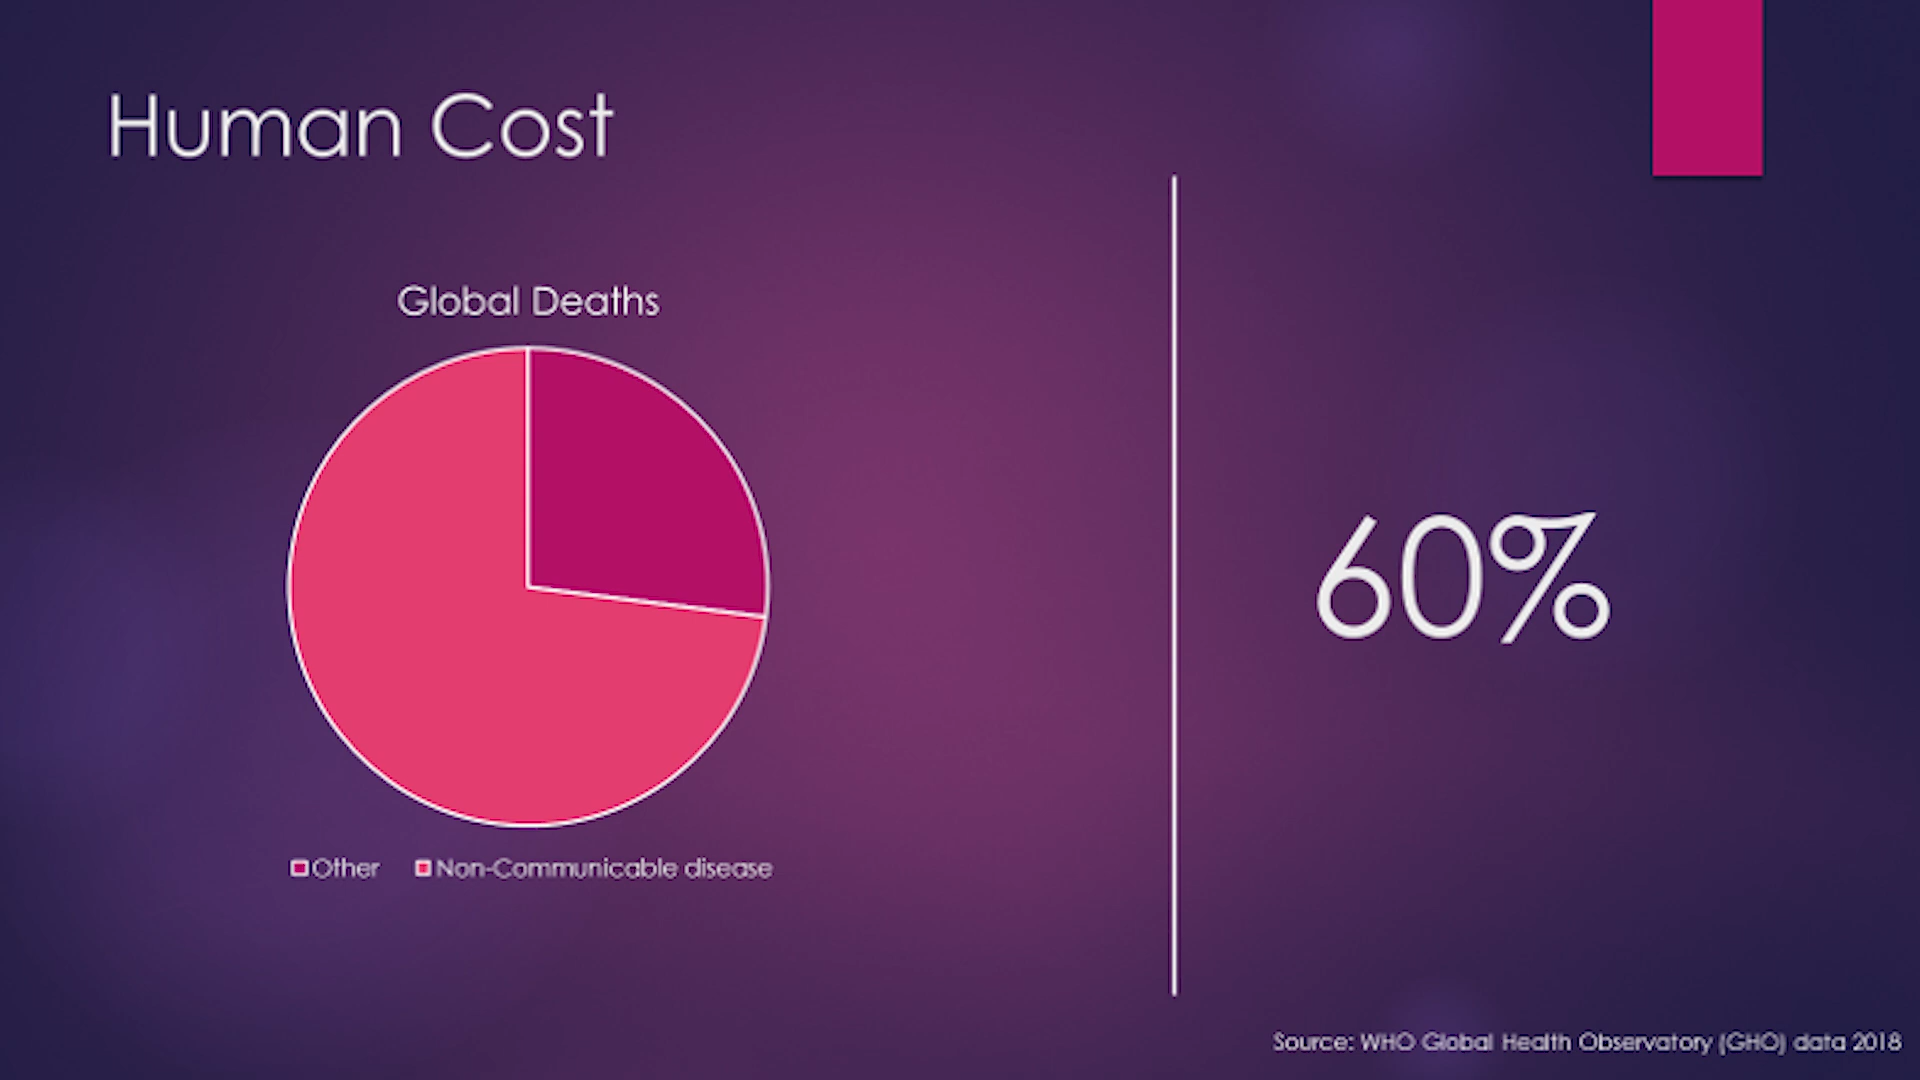 Human Cost
Global Deaths
60%
Other Non-Communicable disease
Source: WHO Global Health Observatory (GHO) data 2018